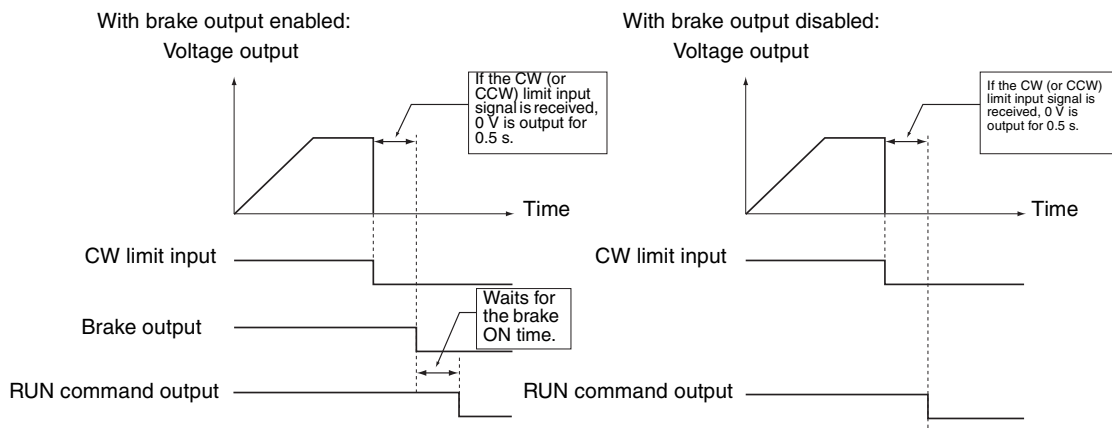 With brake output enabled:
Voltage output
If the CW (or
CCW) limit input
signal is received,
0 V is output for
0.5 s.
Time
CW limit input
Waits for
the brake
ON time.
Brake output
RUN command output
With brake output disabled:
Voltage output
If the CW (or CCW)
limit input signal is
received, 0 V is
output for 0.5 s.
Time
CW limit input
RUN command output